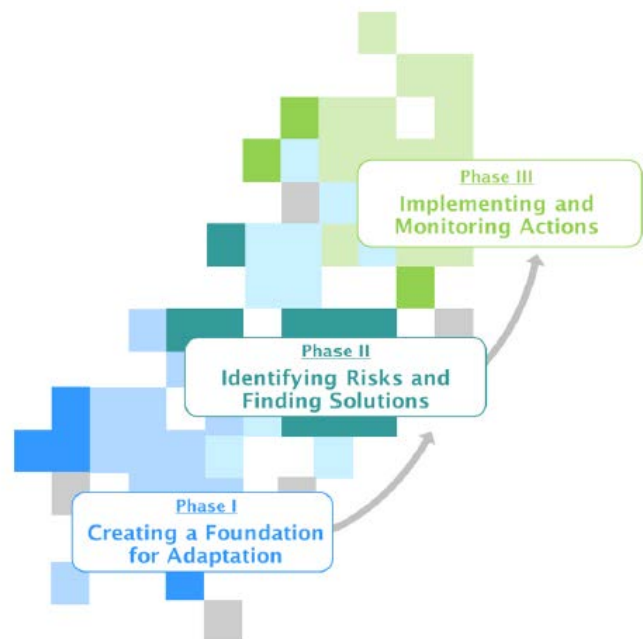 Phase III
Implementing and
Monitoring Actions
Phase II
Identifying Risks and
Finding Solutions
Phase I
Creating a Foundation
for Adaptation